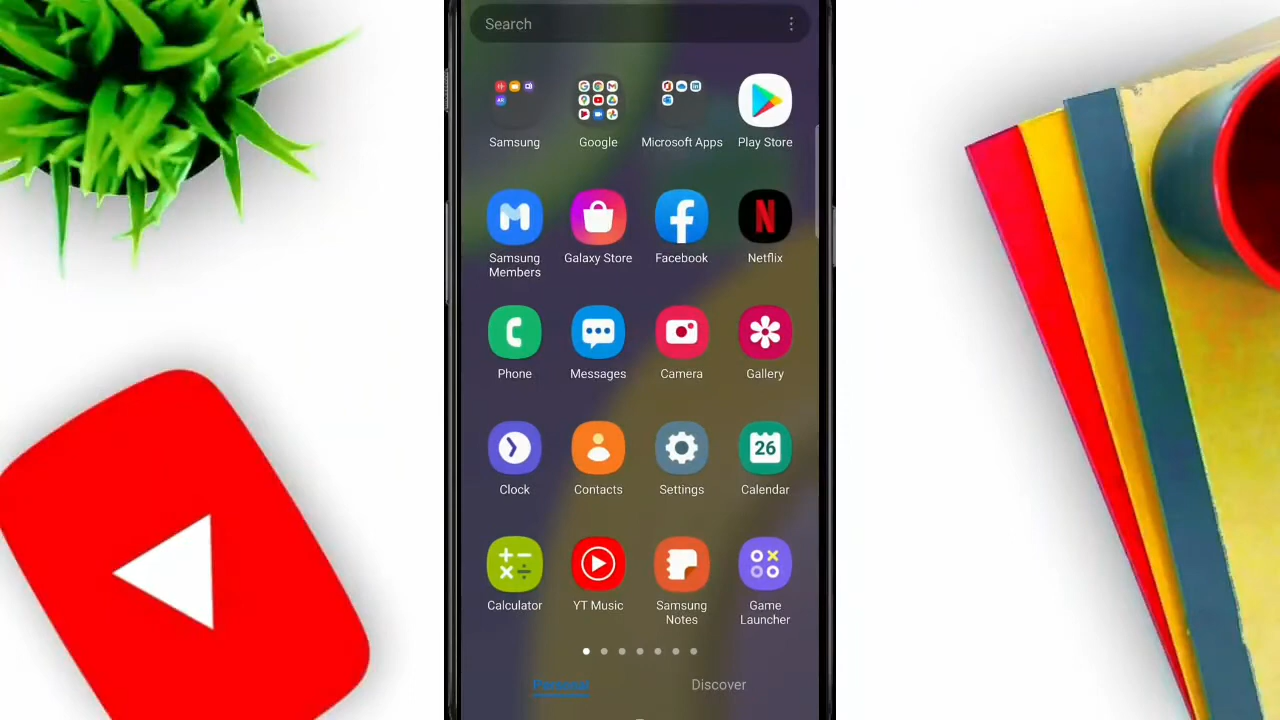 Search
Samsung
Google
Microsoft Apps
Play Store
Samsung
Members
Galaxy Store
Facebook
Netflix
Phone
Messages
Camera
Gallery
Clock
Contacts
Settings
26
Calendar
Calculator
YT Music
Samsung
Notes
Game
Launcher
Personal
Discover